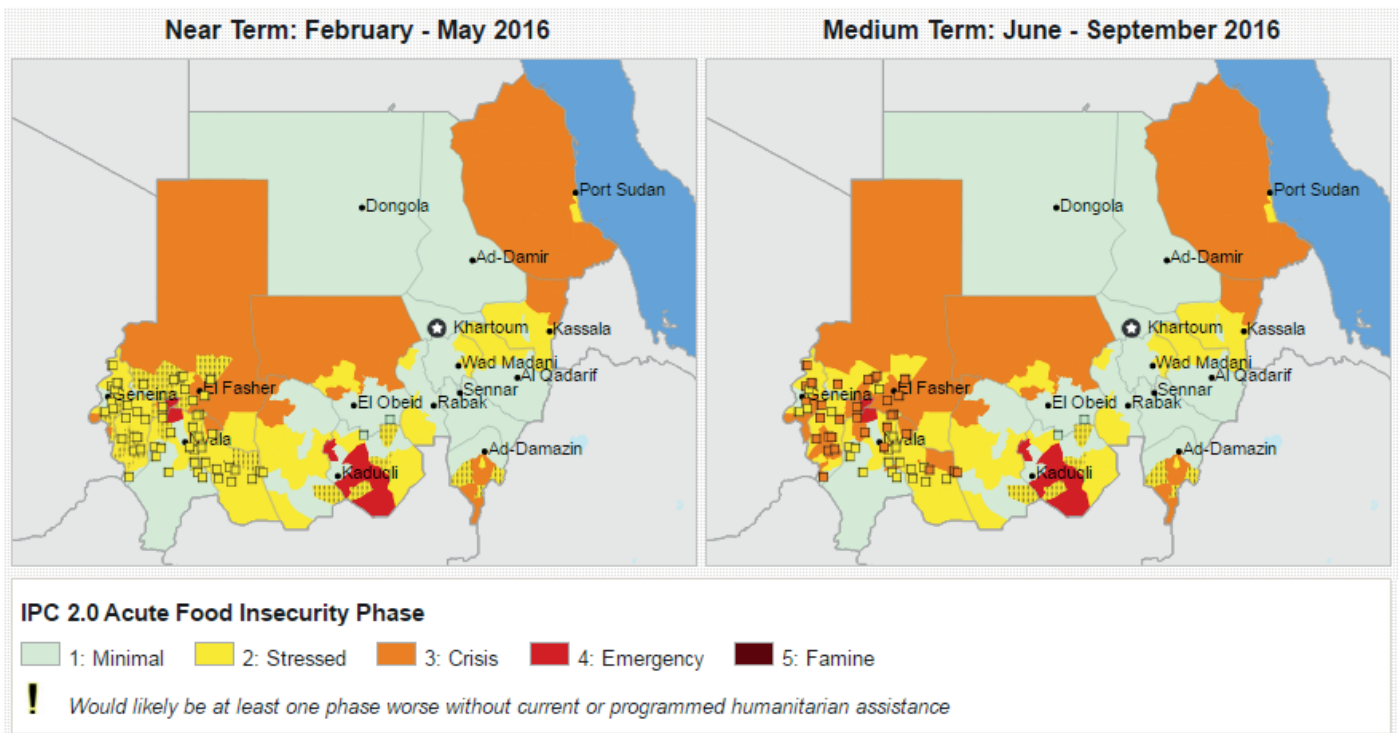 Near Term: February - May 2016
Medium Term: June - September 2016
Port Sudan
Dongola
Ad-Damir
Khartoum
Kassala
Wad Madani
Al Qadarif
Sennar
Geneina
El Fasher
El Obeid
Rabak
Nyala
Ad-Damazin
Kadugli
Port Sudan
Dongola
Ad-Damir
Khartoum
Kassala
Wad Madani
Al Qadarif
Sennar
Geneina
El Fasher
El Obeid
Rabak
Nyala
Ad-Damazin
Kadugli
IPC 2.0 Acute Food Insecurity Phase
1: Minimal 2: Stressed 3: Crisis 4: Emergency 5: Famine
! Would likely be at least one phase worse without current or programmed humanitarian assistance